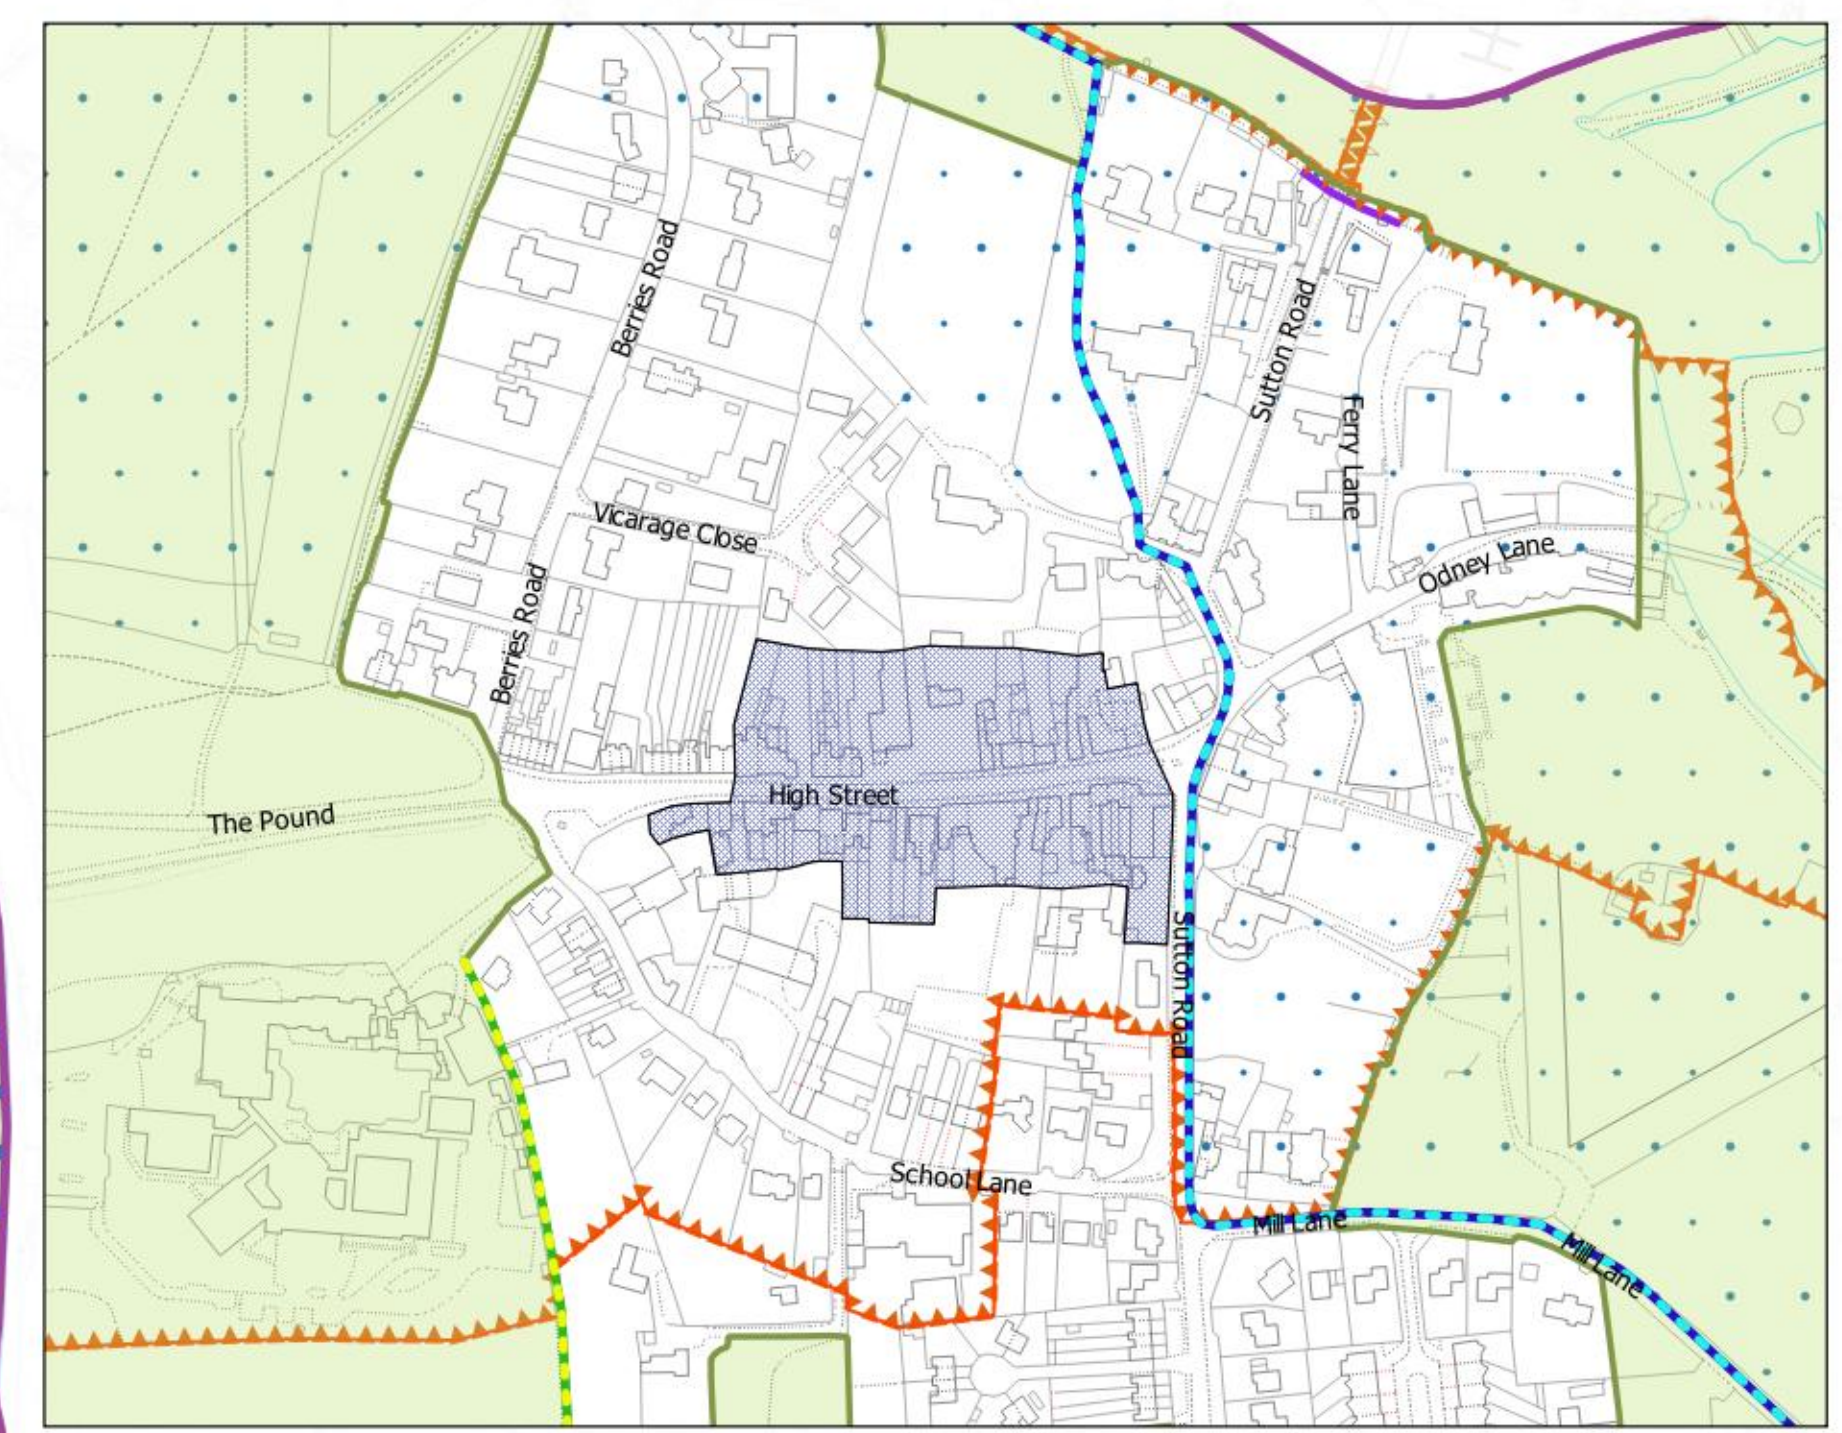 Berries Road
Sutton Road
Ferry Lane
Vicarage Close
Odney Lane
Berries Road
High Street
The Pound
Sutton Road
School Lane
Mill Lane
Mill Lane